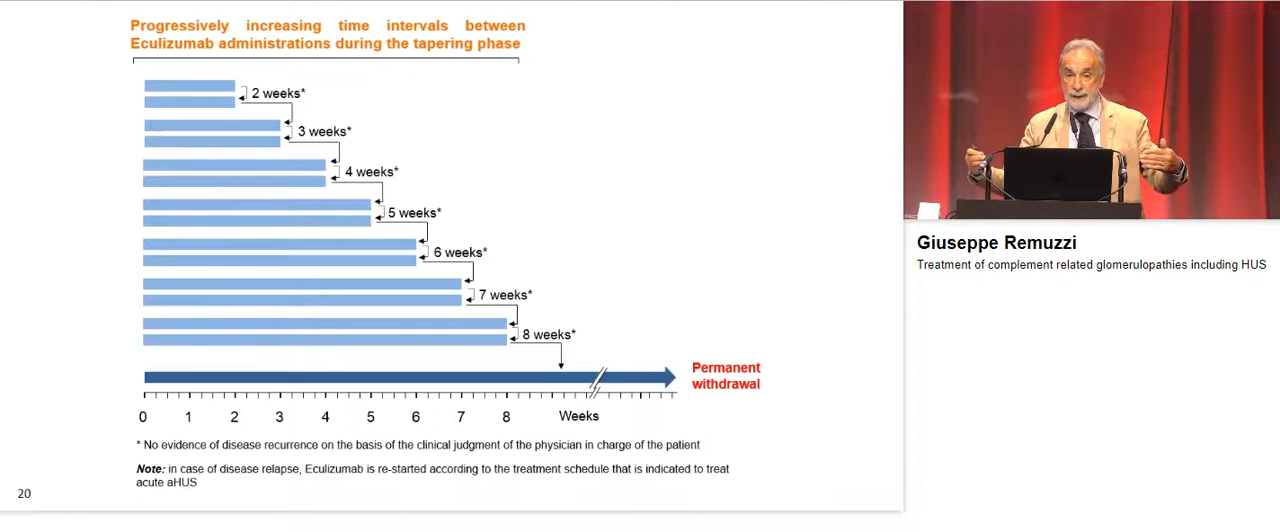 Progressively increasing time intervals between
Eculizumab administrations during the tapering phase
2 weeks*
3 weeks*
4 weeks*
5 weeks*
6 weeks*
7 weeks*
8 weeks*
Permanent
withdrawal
0 1 2 3 4 5 6 7 8 Weeks
* No evidence of disease recurrence on the basis of the clinical judgment of the physician in charge of the patient
Note: in case of disease relapse, Eculizumab is re-started according to the treatment schedule that is indicated to treat
acute aHUS
20
Giuseppe Remuzzi
Treatment of complement related glomerulopathies including HUS